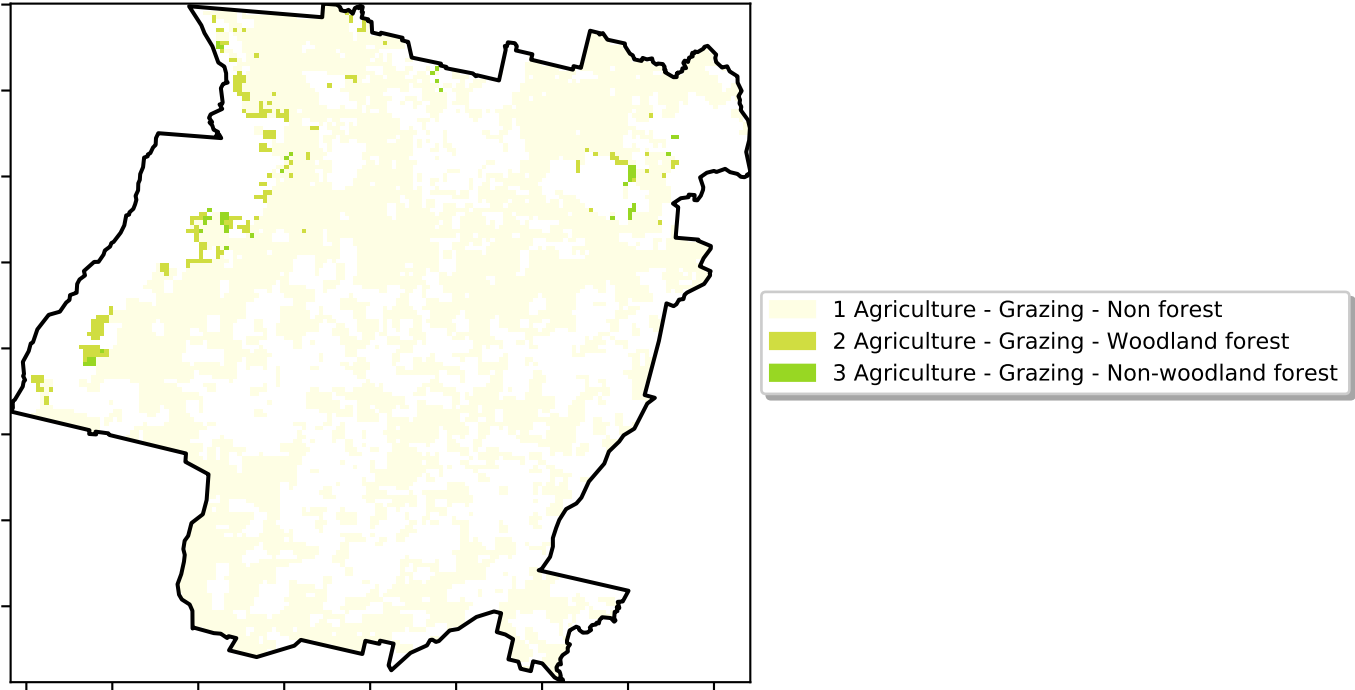 1 Agriculture - Grazing - Non forest
2 Agriculture - Grazing - Woodland forest
3 Agriculture - Grazing - Non-woodland forest